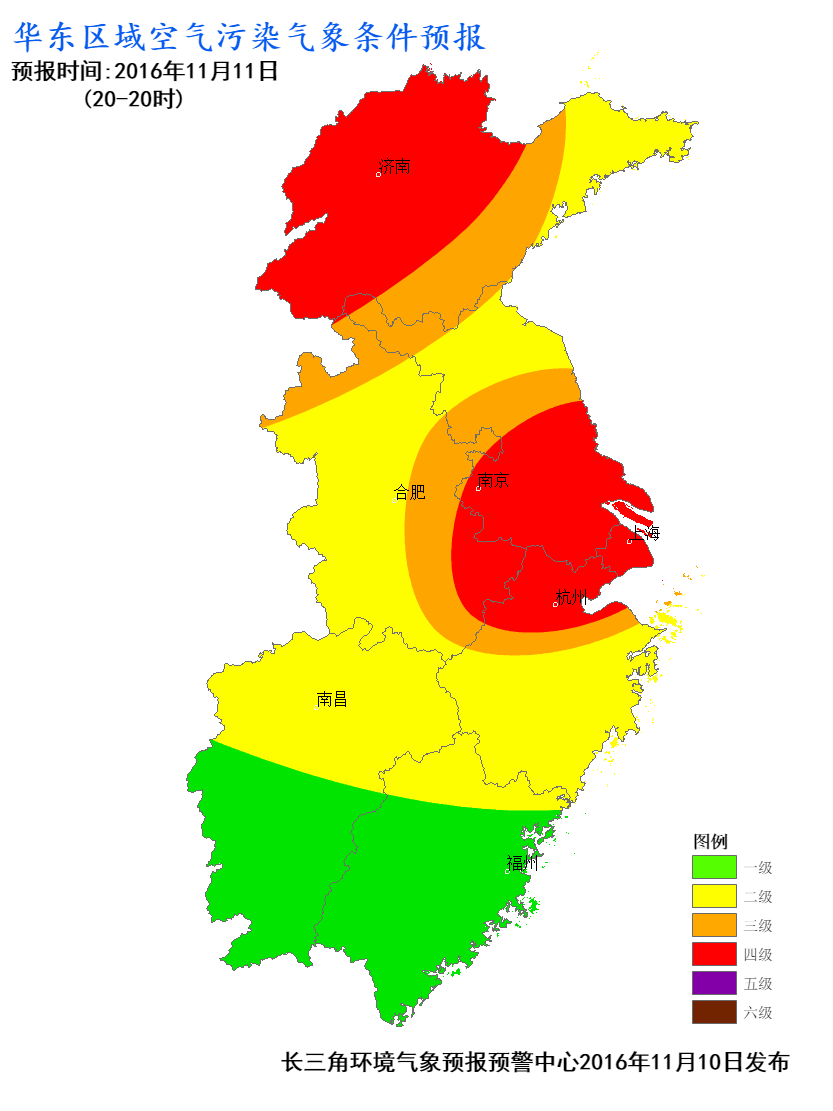 华东区域空气污染气象条件预报
预报时间:2016年11月11日
(20-20时)
济南
南京
合肥
上海
杭州
南昌
福州
图例
一级
二级
三级
四级
五级
六级
长三角环境气象预报预警中心2016年11月10日发布